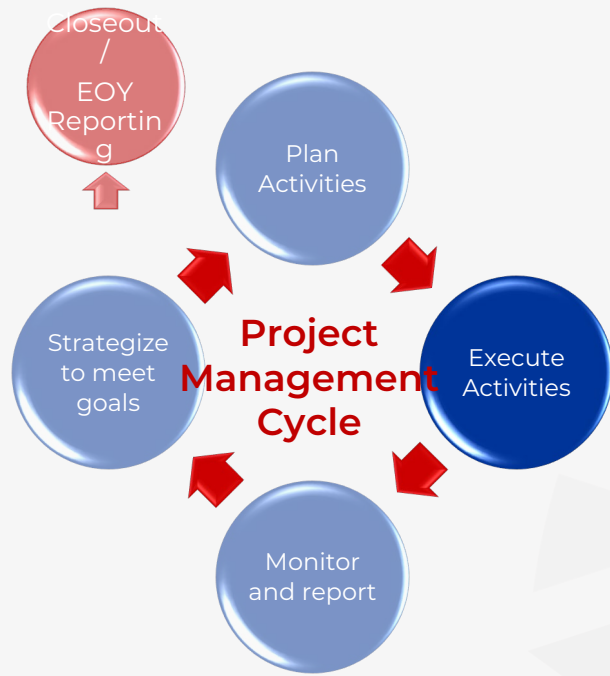 Closeout
/
EOY
Reportin
g
Plan
Activities
Strategize
to meet
goals
Project
Management
Cycle
Execute
Activities
Monitor
and report